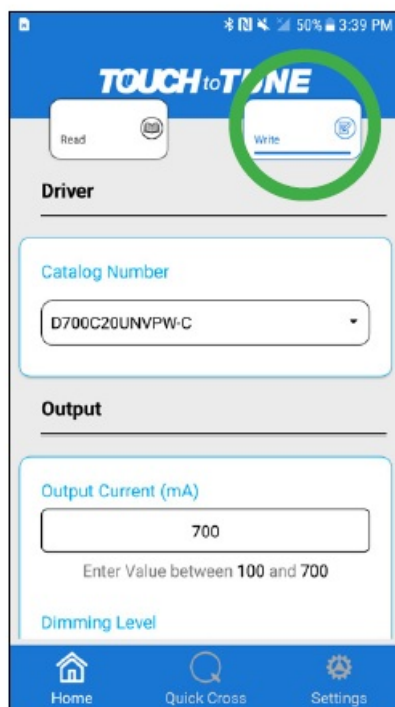 50% 3:39 PM
TOUCH to TUNE
Read
Write
Driver
Catalog Number
D700C20UNVPW-C
Output
Output Current (mA)
700
Enter Value between 100 and 700
Dimming Level
Home Quick Cross Settings